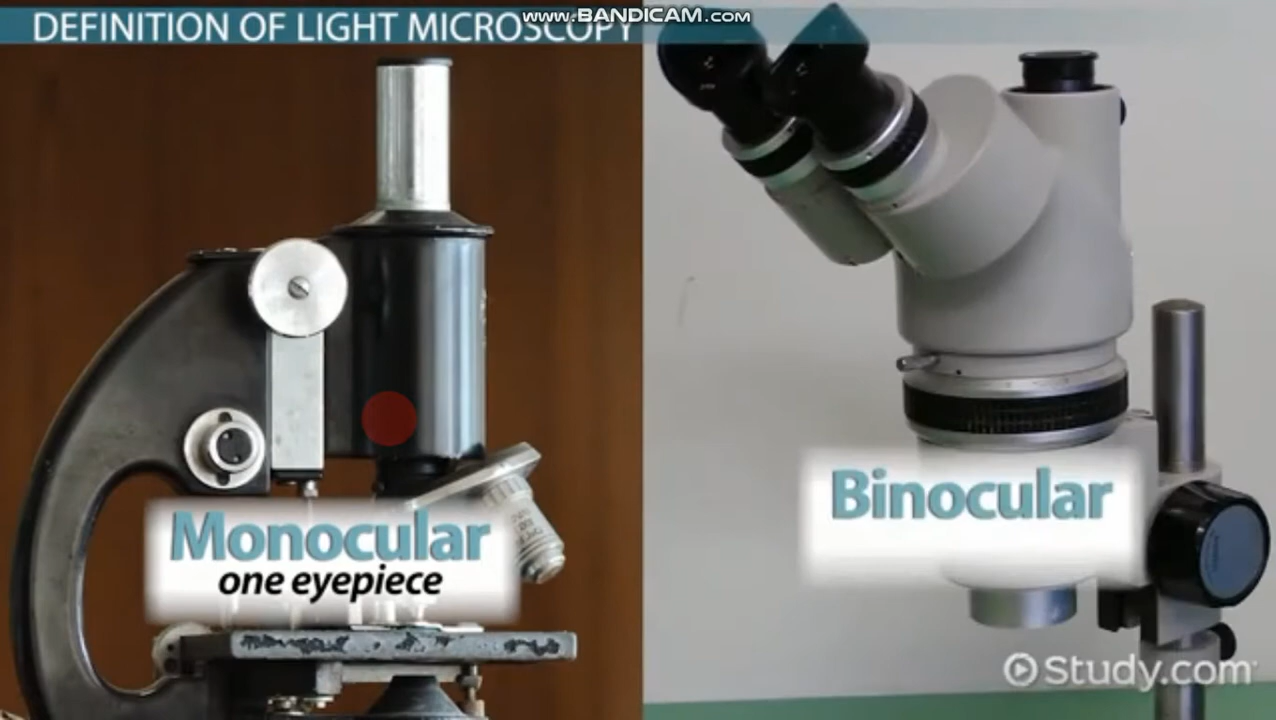 WWW.BANDICAM.COM
DEFINITION OF LIGHT MICROSCOPY
Monocular
one eyepiece
Binocular
Study.com